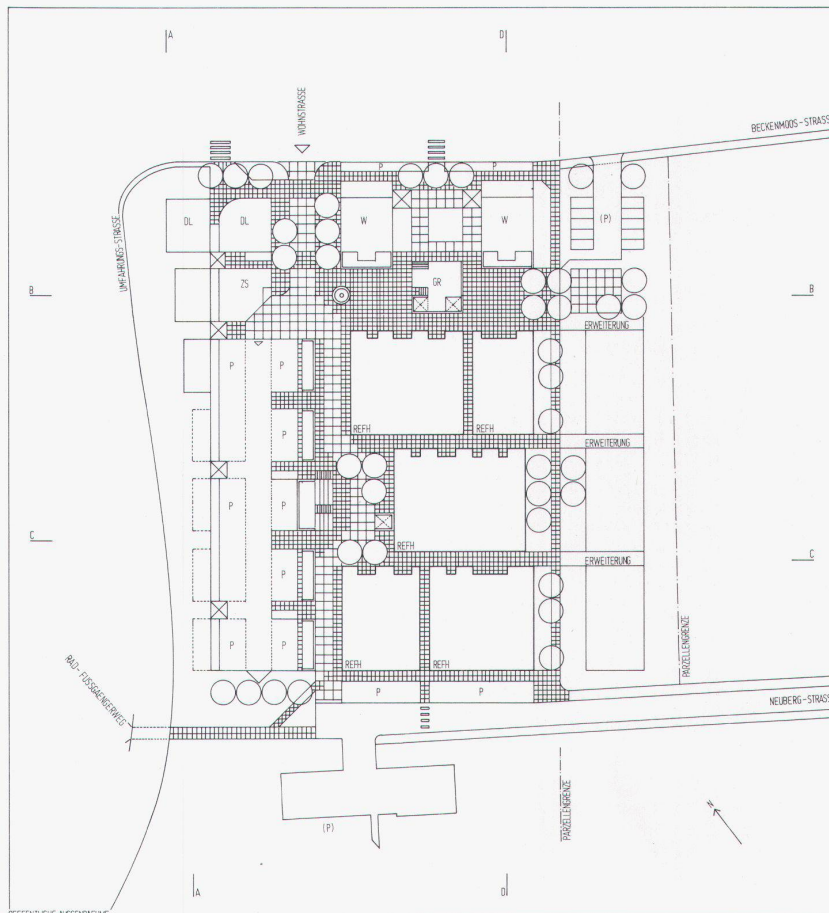 A
D
WOHNSTRASSE
BECKENMOOS-STRASS
P
P
(P)
DL
DL
W
W
UMFAHRUNGS-STRASSE
ZS
GR
B
B
ERWEITERUNG
P
P
REFH
REFH
ERWEITERUNG
P
P
P
P
REFH
C
C
ERWEITERUNG
P
P
P
REFH
REFH
PARZELLENGRENZE
RAD-FUSSGAENGERWEG
P
P
NEUBERG-STRASS
(P)
PARZELLENGRENZE
N
A
D